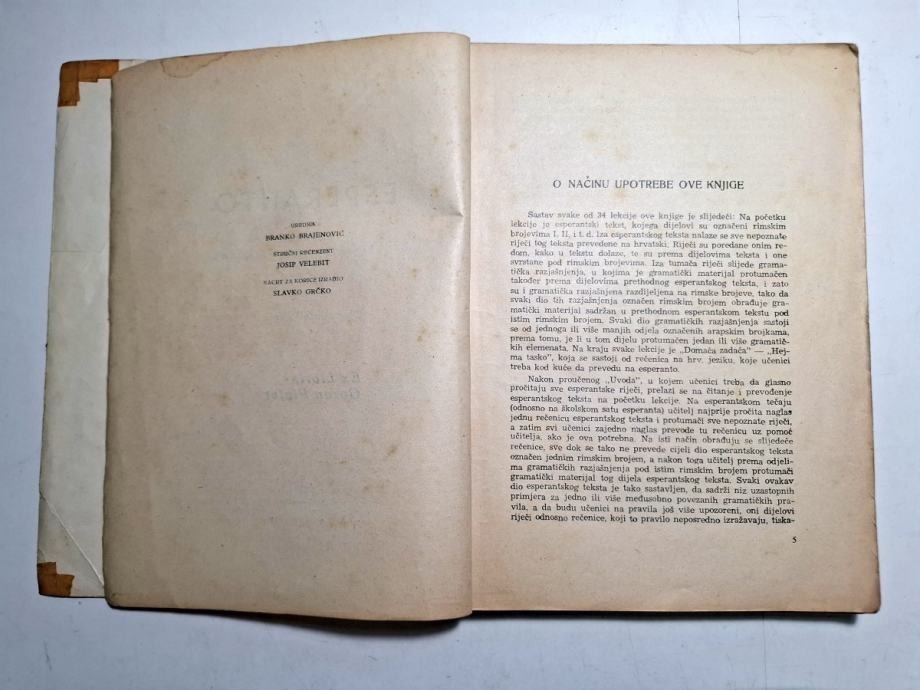 UREDIO
BRANKO BRAJENOVIĆ
STRUČNI RECENZENT
JOSIP VELEBIT
NACRT ZA KORICE IZRADIO
SLAVKO GRČKO
O NAČINU UPOTREBE OVE KNJIGE
Sastav svake od 34 lekcije ove knjige je slijedeći: Na početku
lekcije je esperantski tekst, kojega dijelovi su označeni rimskim
brojevima I, II, i t. d. Iza esperantskog teksta nalaze se sve nepoznate
riječi tog teksta prevedene na hrvatski. Riječi su poredane onim re-
dom, kako u tekstu dolaze, te su prema dijelovima teksta i one
svrstane pod rimskim brojevima. Iza tumača riječi slijede grama-
tička razjašnjenja, u kojima je gramatički materijal protumačen
također prema dijelovima prethodnog esperantskog teksta, i zato
su i gramatička razjašnjena razdijeljena na rimske brojeve, tako da
svaki dio tih razjašnjenja označen rimskim brojem obrađuje gra-
matički materijal sadržan u prethodnom esperantskom tekstu pod
istim rimskim brojem. Svaki dio gramatičkih razjašnjenja sastoji
se od jednoga ili više manjih odjela označenih arapskim brojkama,
prema tomu, je li u tom dijelu protumačen jedan ili više gramatič-
kih elemenata. Na kraju svake lekcije je „Domaća zadaća" — „Hej-
ma tasko", koja se sastoji od rečenica na hrv. jeziku, koje učenici
treba kod kuće da prevedu na esperanto.
Nakon proučenog „Uvoda", u kojem učenici treba da glasno
pročitaju sve esperantske riječi, prelazi se na čitanje i prevođenje
esperantskog teksta na početku lekcije. Na esperantskom tečaju
(odnosno na školskom satu esperanta) učitelj najprije pročita naglas
jednu rečenicu esperantskog teksta i protumači sve nepoznate riječi,
a zatim svi učenici zajedno naglas prevode tu rečenicu uz pomoć
učitelja, ako je ova potrebna. Na isti način obrađuju se slijedeće
rečenice, sve dok se tako ne prevede cijeli dio esperantskog teksta
označen jednim rimskim brojem, a nakon toga učitelj prema odjeli-
ma gramatičkih razjašnjenja pod istim rimskim brojem protumači
gramatički materijal tog dijela esperantskog teksta. Svaki ovakav
dio esperantskog teksta je tako sastavljen, da sadrži niz uzastopnih
primjera za jedno ili više međusobno povezanih gramatičkih pra-
vila, a da budu učenici na pravila još više upozoreni, oni dijelovi
riječi odnosno rečenice, koji to pravilo neposredno izražavaju, tiska-
5